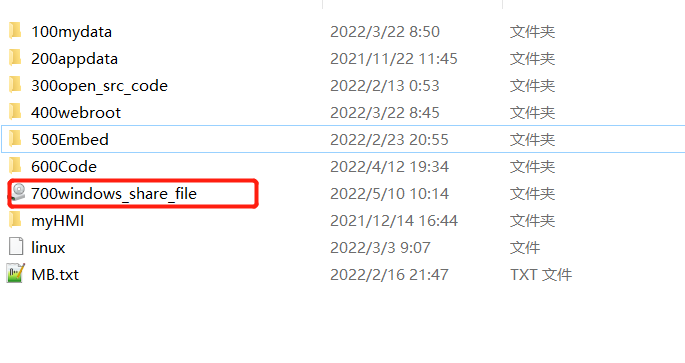 100mydata 2022/3/22 8:50 文件夹
200appdata 2021/11/22 11:45 文件夹
300open_src_code 2022/2/13 0:53 文件夹
400webroot 2022/3/22 8:45 文件夹
500Embed 2022/2/23 20:55 文件夹
600Code 2022/4/12 19:34 文件夹
700windows_share_file 2022/5/10 10:14 文件夹
myHMI 2021/12/14 16:44 文件夹
linux 2022/3/3 9:07 文件
MB.txt 2022/2/16 21:47 TXT 文件